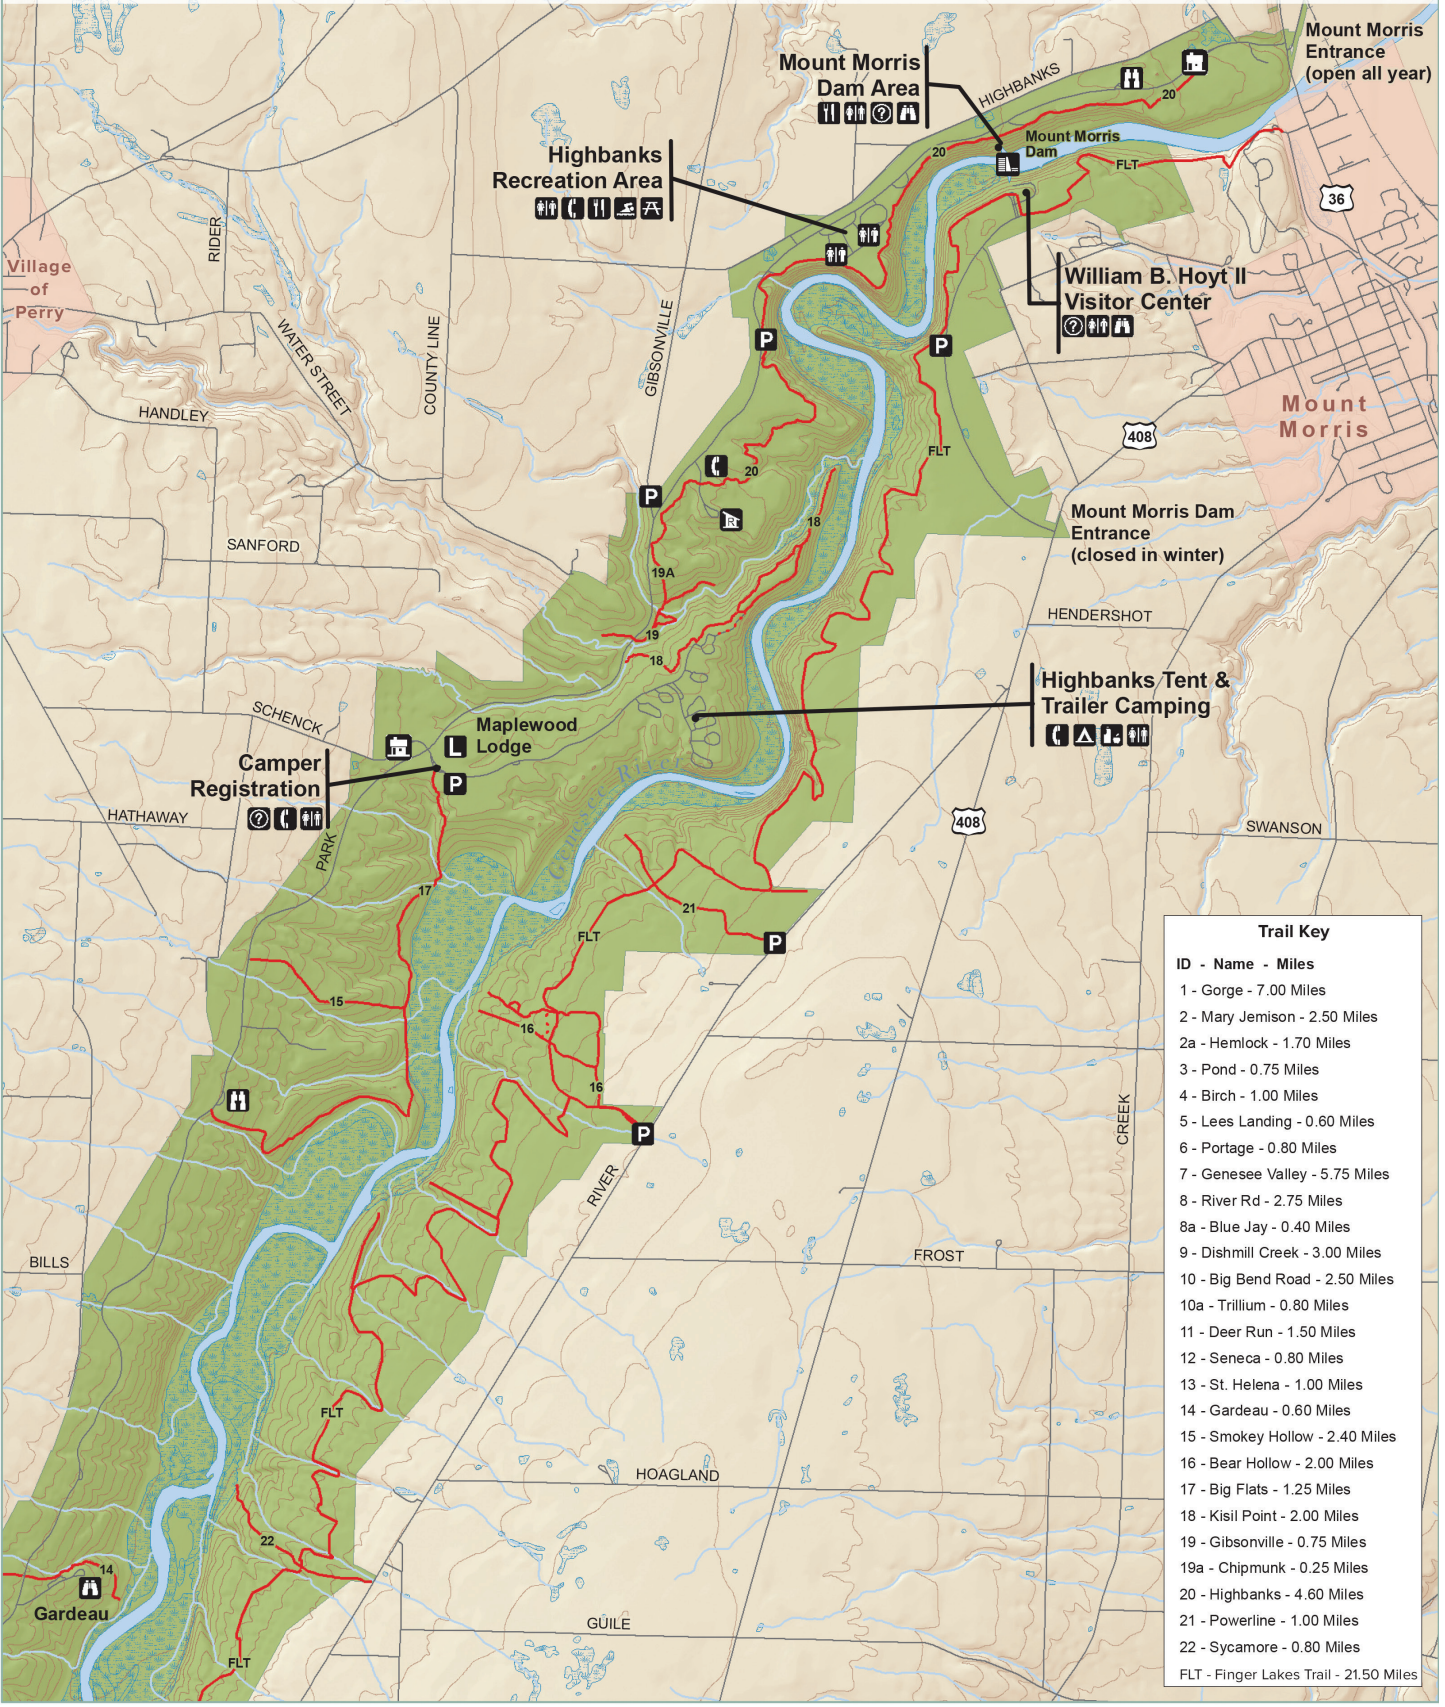 Mount Morris
Entrance
(open all year)
Mount Morris
Dam Area
HIGHBANKS
20
Mount Morris
Dam
20
FLT
Highbanks
Recreation Area
36
RIDER
Village
of
Perry
William B. Hoyt II
Visitor Center
WATER STREET
COUNTY LINE
GIBSONVILLE
P
P
HANDLEY
Mount
Morris
408
FLT
20
P
18
Mount Morris Dam
Entrance
(closed in winter)
SANFORD
19A
HENDERSHOT
19
18
Highbanks Tent &
Trailer Camping
SCHENCK
Maplewood
Lodge
L
P
Camper
Registration
Genesee River
HATHAWAY
PARK
408
SWANSON
17
21
FLT
P
15
16
16
P
CREEK
RIVER
BILLS
FROST
FLT
HOAGLAND
22
14
Gardeau
GUILE
FLT
Trail Key
ID - Name - Miles
1 - Gorge - 7.00 Miles
2 - Mary Jemison - 2.50 Miles
2a - Hemlock - 1.70 Miles
3 - Pond - 0.75 Miles
4 - Birch - 1.00 Miles
5 - Lees Landing - 0.60 Miles
6 - Portage - 0.80 Miles
7 - Genesee Valley - 5.75 Miles
8 - River Rd - 2.75 Miles
8a - Blue Jay - 0.40 Miles
9 - Dishmill Creek - 3.00 Miles
10 - Big Bend Road - 2.50 Miles
10a - Trillium - 0.80 Miles
11 - Deer Run - 1.50 Miles
12 - Seneca - 0.80 Miles
13 - St. Helena - 1.00 Miles
14 - Gardeau - 0.60 Miles
15 - Smokey Hollow - 2.40 Miles
16 - Bear Hollow - 2.00 Miles
17 - Big Flats - 1.25 Miles
18 - Kisil Point - 2.00 Miles
19 - Gibsonville - 0.75 Miles
19a - Chipmunk - 0.25 Miles
20 - Highbanks - 4.60 Miles
21 - Powerline - 1.00 Miles
22 - Sycamore - 0.80 Miles
FLT - Finger Lakes Trail - 21.50 Miles